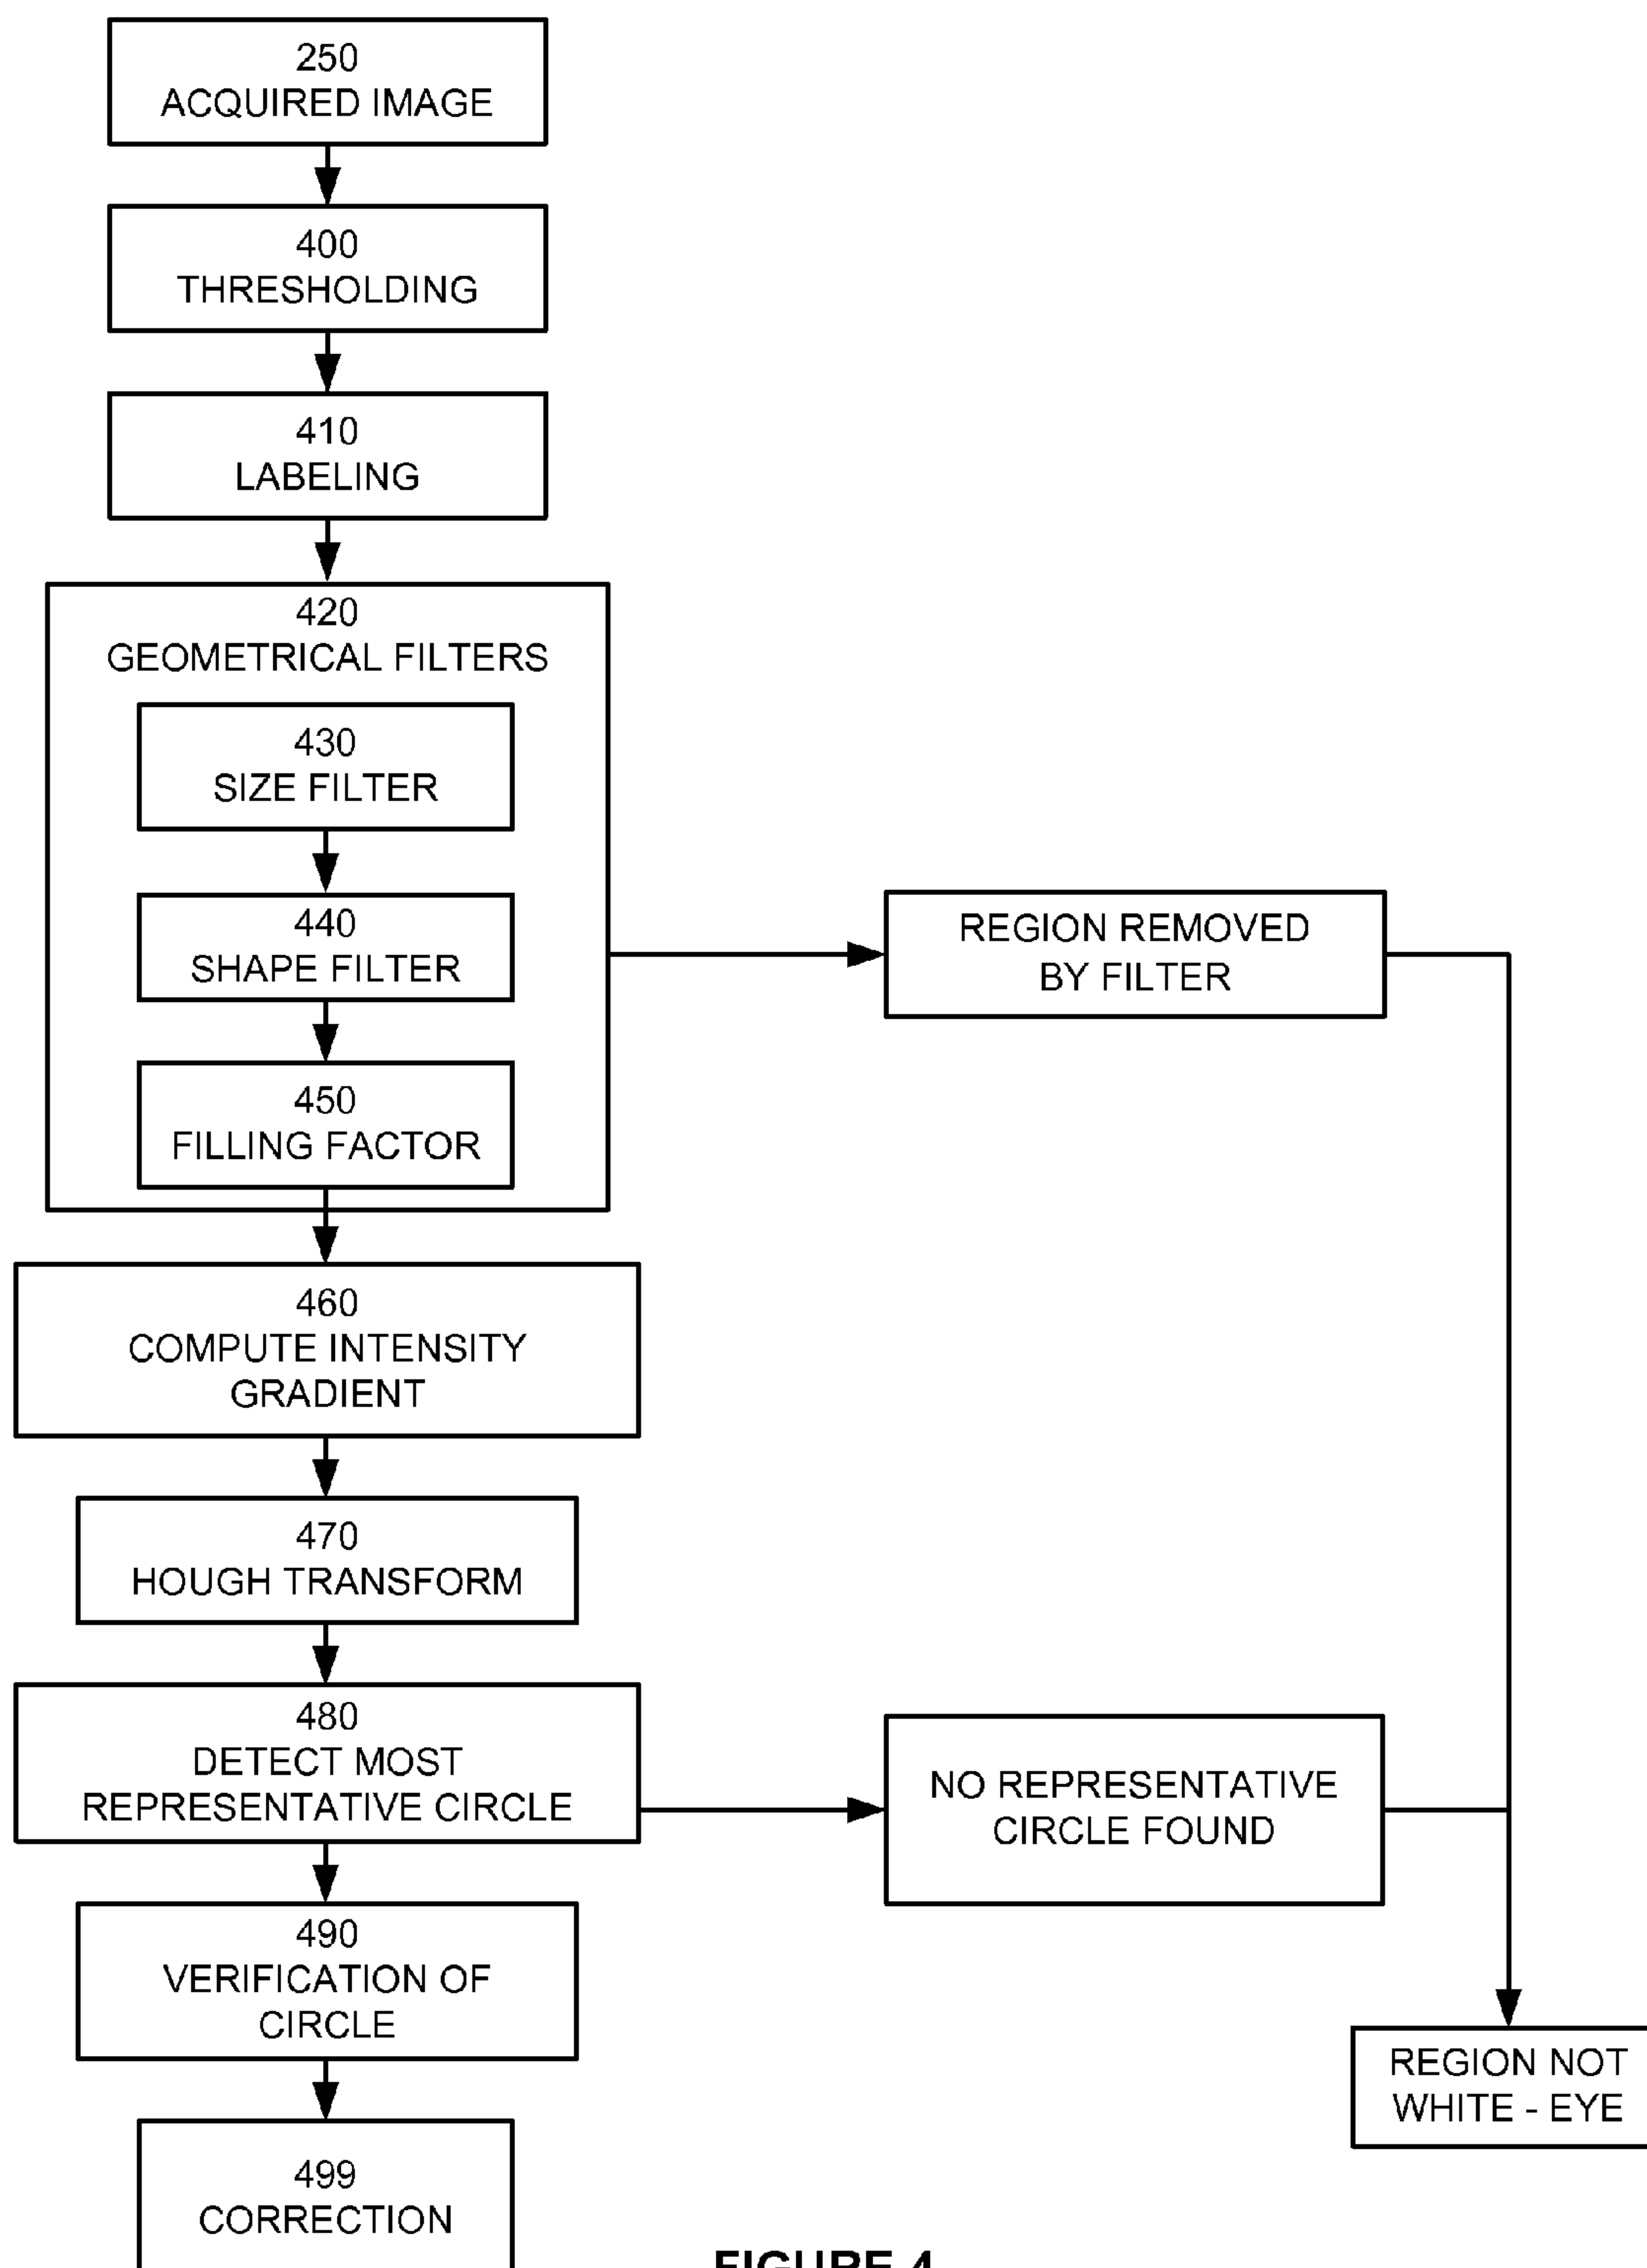 250
ACQUIRED IMAGE
400
THRESHOLDING
410
LABELING
420
GEOMETRICAL FILTERS
430
SIZE FILTER
440
SHAPE FILTER
450
FILLING FACTOR
REGION REMOVED
BY FILTER
460
COMPUTE INTENSITY
GRADIENT
470
HOUGH TRANSFORM
480
DETECT MOST
REPRESENTATIVE CIRCLE
NO REPRESENTATIVE
CIRCLE FOUND
490
VERIFICATION OF
CIRCLE
REGION NOT
WHITE - EYE
499
CORRECTION
FIGURE 4